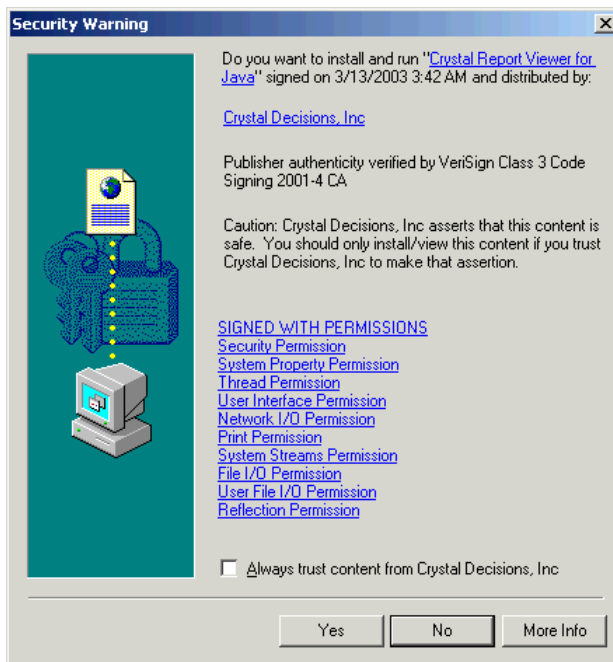 Security Warning
Do you want to install and run "Crystal Report Viewer for
Java" signed on 3/13/2003 3:42 AM and distributed by:
Crystal Decisions, Inc
Publisher authenticity verified by VeriSign Class 3 Code
Signing 2001-4 CA
Caution: Crystal Decisions, Inc asserts that this content is
safe.  You should only install/view this content if you trust
Crystal Decisions, Inc to make that assertion.
SIGNED WITH PERMISSIONS
Security Permission
System Property Permission
Thread Permission
User Interface Permission
Network I/O Permission
Print Permission
System Streams Permission
File I/O Permission
User File I/O Permission
Reflection Permission
Always trust content from Crystal Decisions, Inc
Yes No More Info